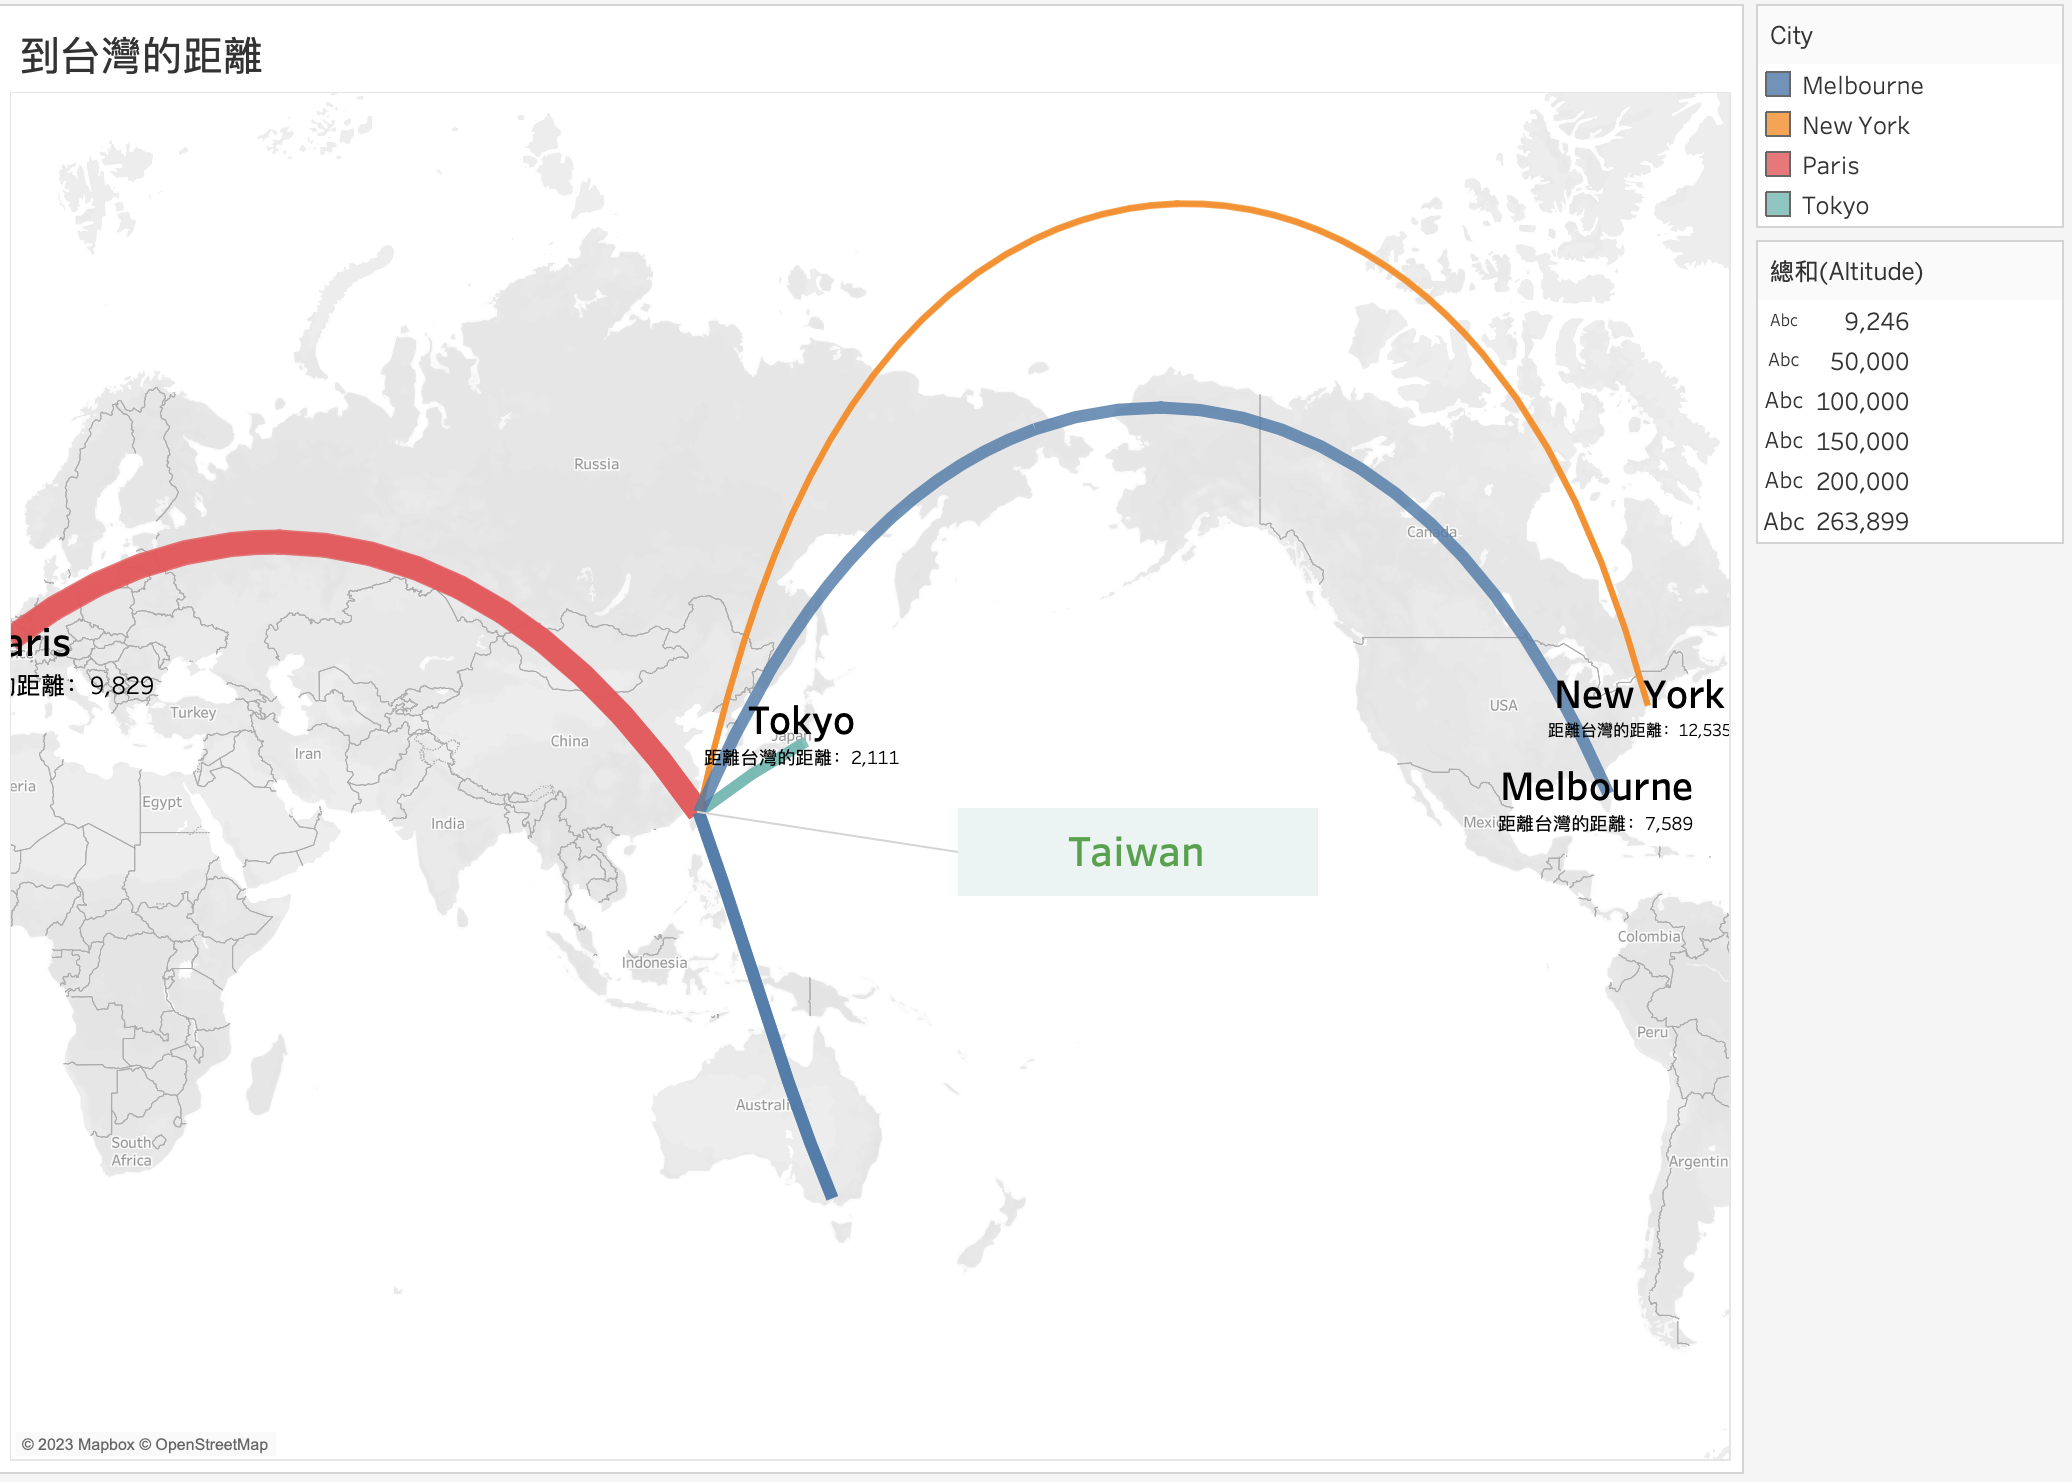 到台灣的距離
City
Melbourne
New York
Paris
Tokyo
總和(Altitude)
Abc 9,246
Abc 50,000
Abc 100,000
Abc 150,000
Abc 200,000
Abc 263,899
Russia
Canada
aris
距離：9,829
Turkey
Iran
China
Tokyo
Japan
距離台灣的距離：2,111
USA
New York
距離台灣的距離：12,535
Melbourne
距離台灣的距離：7,589
eria
Egypt
India
Taiwan
Colombia
Indonesia
Peru
Australi
South
Africa
Argentin
© 2023 Mapbox © OpenStreetMap